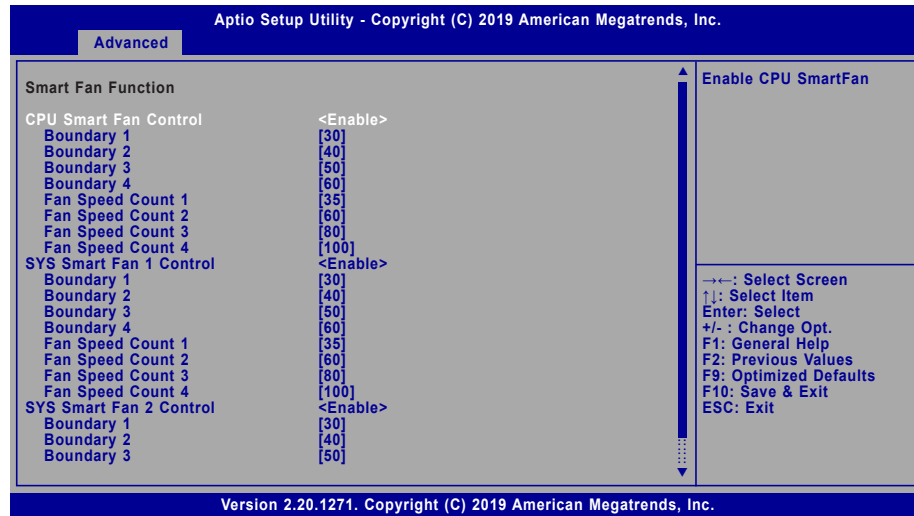 Aptio Setup Utility - Copyright (C) 2019 American Megatrends, Inc.
Advanced
Smart Fan Function
CPU Smart Fan Control <Enable>
Boundary 1 [30]
Boundary 2 [40]
Boundary 3 [50]
Boundary 4 [60]
Fan Speed Count 1 [35]
Fan Speed Count 2 [60]
Fan Speed Count 3 [80]
Fan Speed Count 4 [100]
SYS Smart Fan 1 Control <Enable>
Boundary 1 [30]
Boundary 2 [40]
Boundary 3 [50]
Boundary 4 [60]
Fan Speed Count 1 [35]
Fan Speed Count 2 [60]
Fan Speed Count 3 [80]
Fan Speed Count 4 [100]
SYS Smart Fan 2 Control <Enable>
Boundary 1 [30]
Boundary 2 [40]
Boundary 3 [50]
Enable CPU SmartFan
→←: Select Screen
↑↓: Select Item
Enter: Select
+/- : Change Opt.
F1: General Help
F2: Previous Values
F9: Optimized Defaults
F10: Save & Exit
ESC: Exit
Version 2.20.1271. Copyright (C) 2019 American Megatrends, Inc.